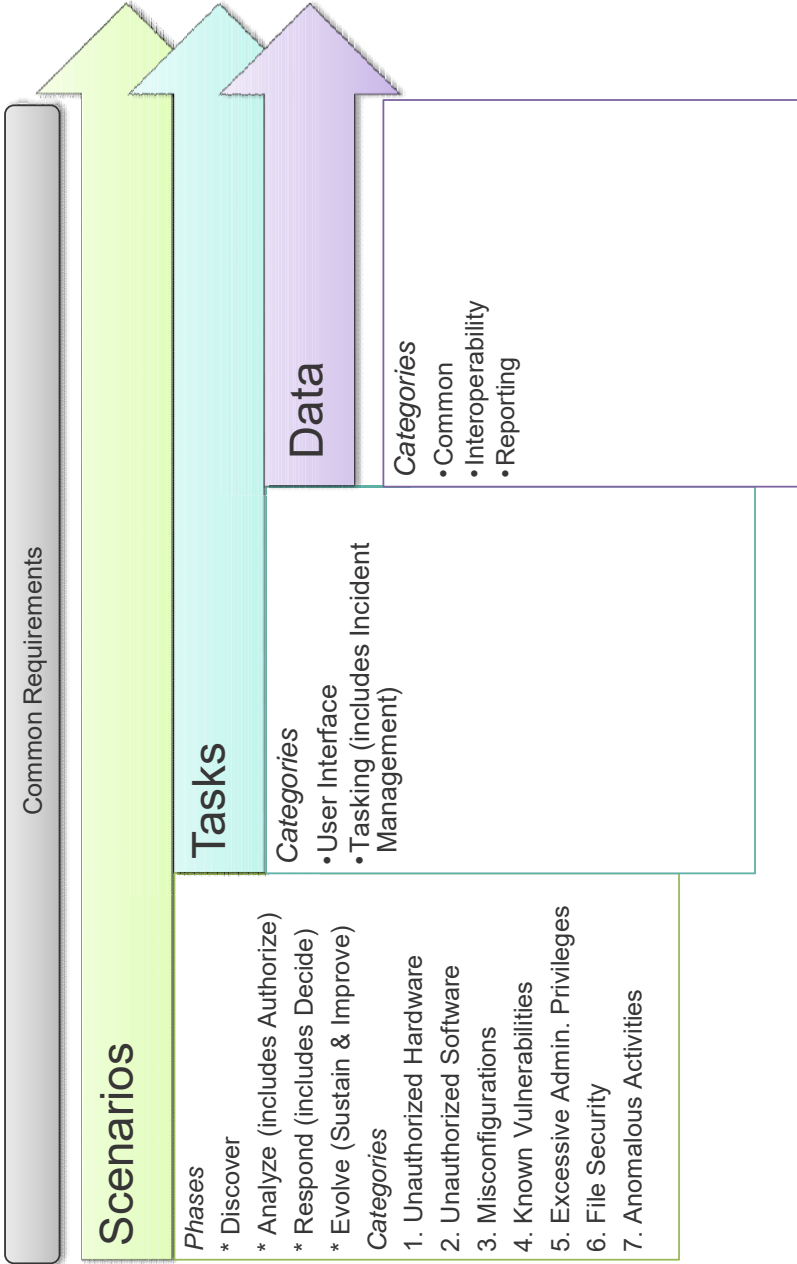 Common Requirements
Scenarios
Phases
* Discover
* Analyze (includes Authorize)
* Respond (includes Decide)
* Evolve (Sustain & Improve)
Categories
1. Unauthorized Hardware
2. Unauthorized Software
3. Misconfigurations
4. Known Vulnerabilities
5. Excessive Admin. Privileges
6. File Security
7. Anomalous Activities
Tasks
Categories
• User Interface
• Tasking (includes Incident
Management)
Data
Categories
• Common
• Interoperability
• Reporting